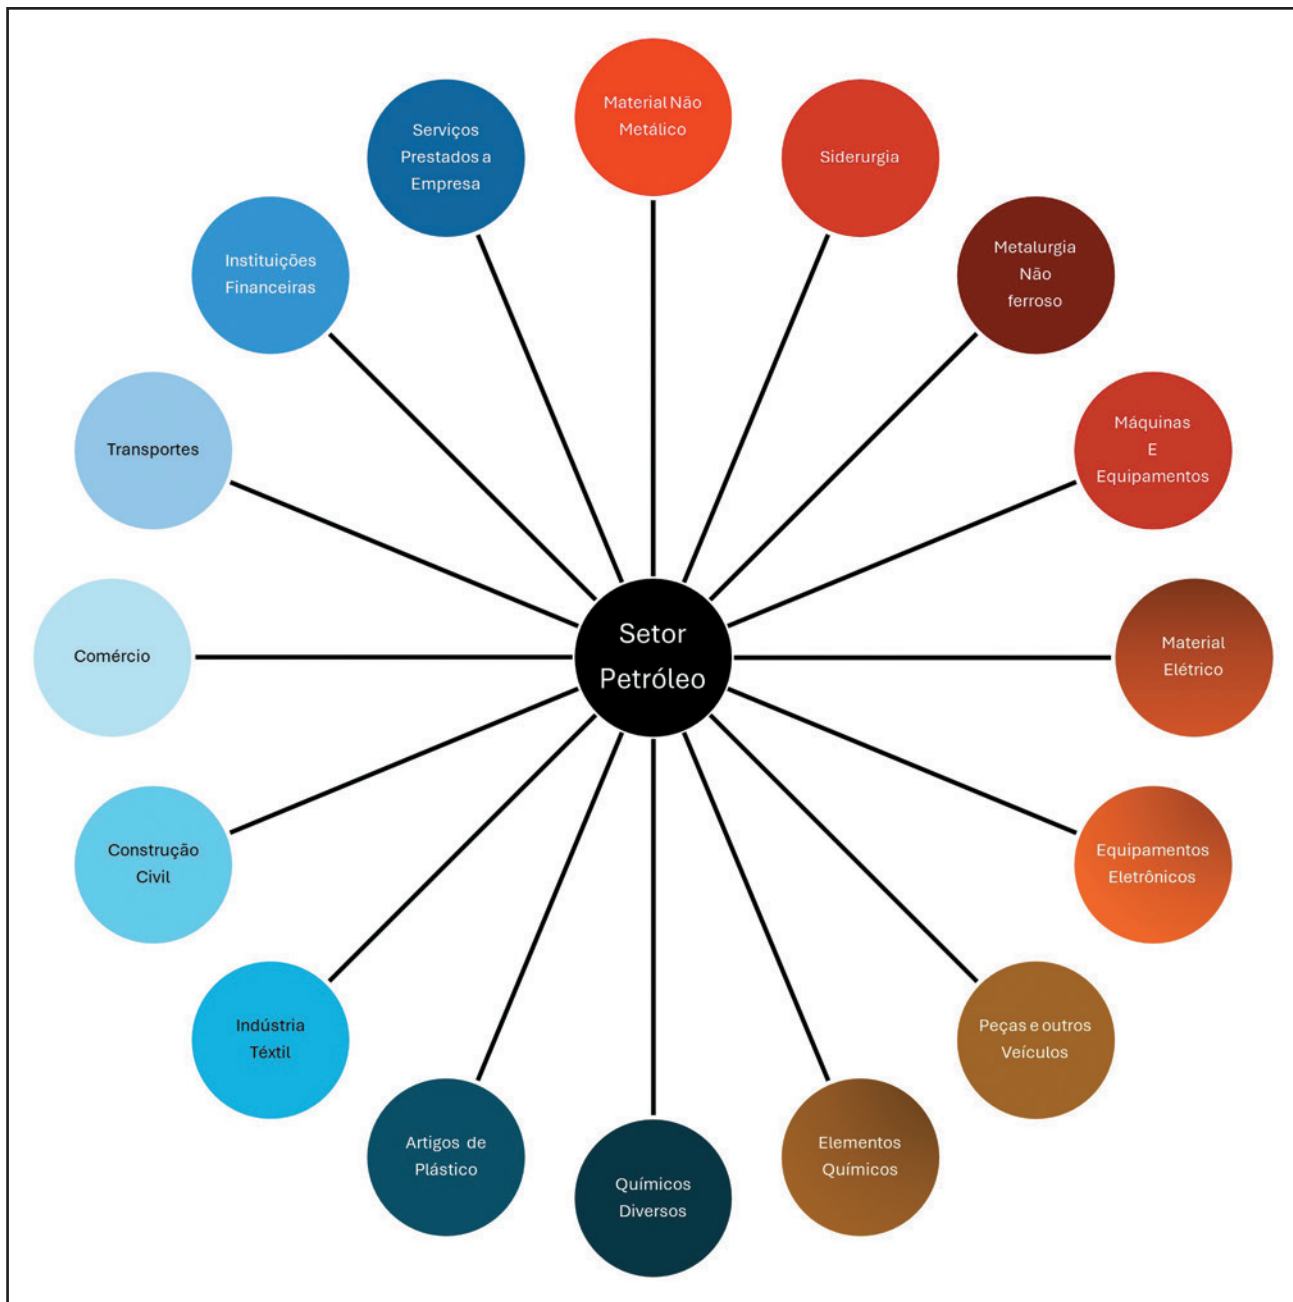 Material Não
Metálico
Siderurgia
Metalurgia
Não
ferroso
Máquinas
E
Equipamentos
Material
Elétrico
Equipamentos
Eletrônicos
Peças e outros
Veículos
Elementos
Químicos
Químicos
Diversos
Artigos de
Plástico
Indústria
Téxtil
Construção
Civil
Comércio
Transportes
Instituições
Financeiras
Serviços
Prestados a
Empresa
Setor
Petróleo